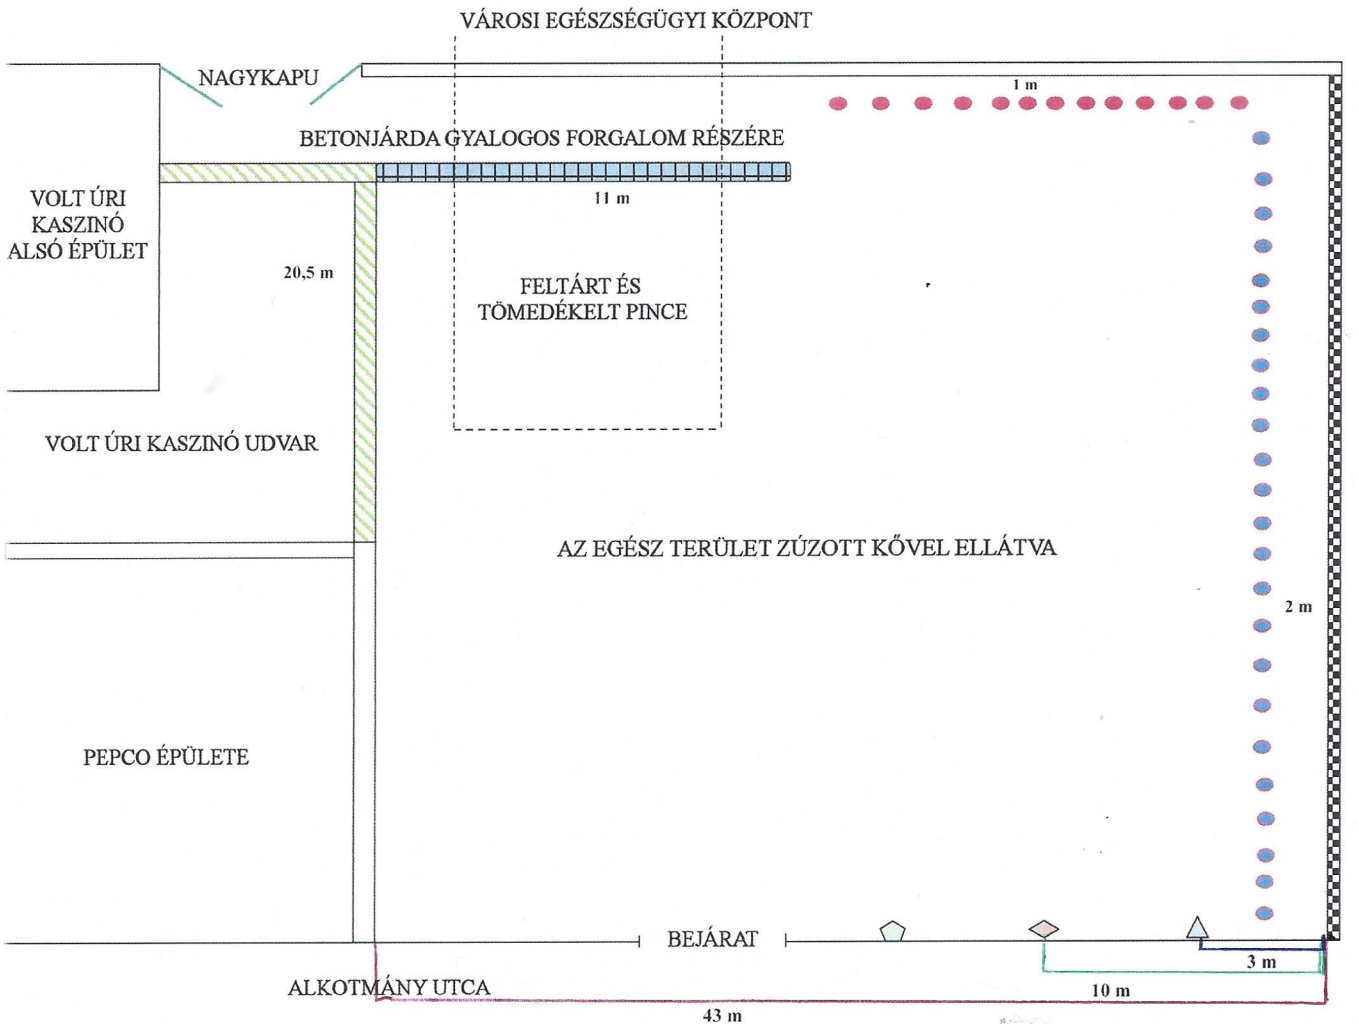 VÁROSI EGÉSZSÉGÜGYI KÖZPONT
NAGYKAPU
1 m
BETONJÁRDA GYALOGOS FORGALOM RÉSZÉRE
11 m
VOLT ÚRI
KASZINÓ
ALSÓ ÉPÜLET
20,5 m
FELTÁRT ÉS
TÖMEDÉKELT PINCE
VOLT ÚRI KASZINÓ UDVAR
AZ EGÉSZ TERÜLET ZÚZOTT KŐVEL ELLÁTVA
2 m
PEPCO ÉPÜLETE
BEJÁRAT
3 m
ALKOTMÁNY UTCA
10 m
43 m